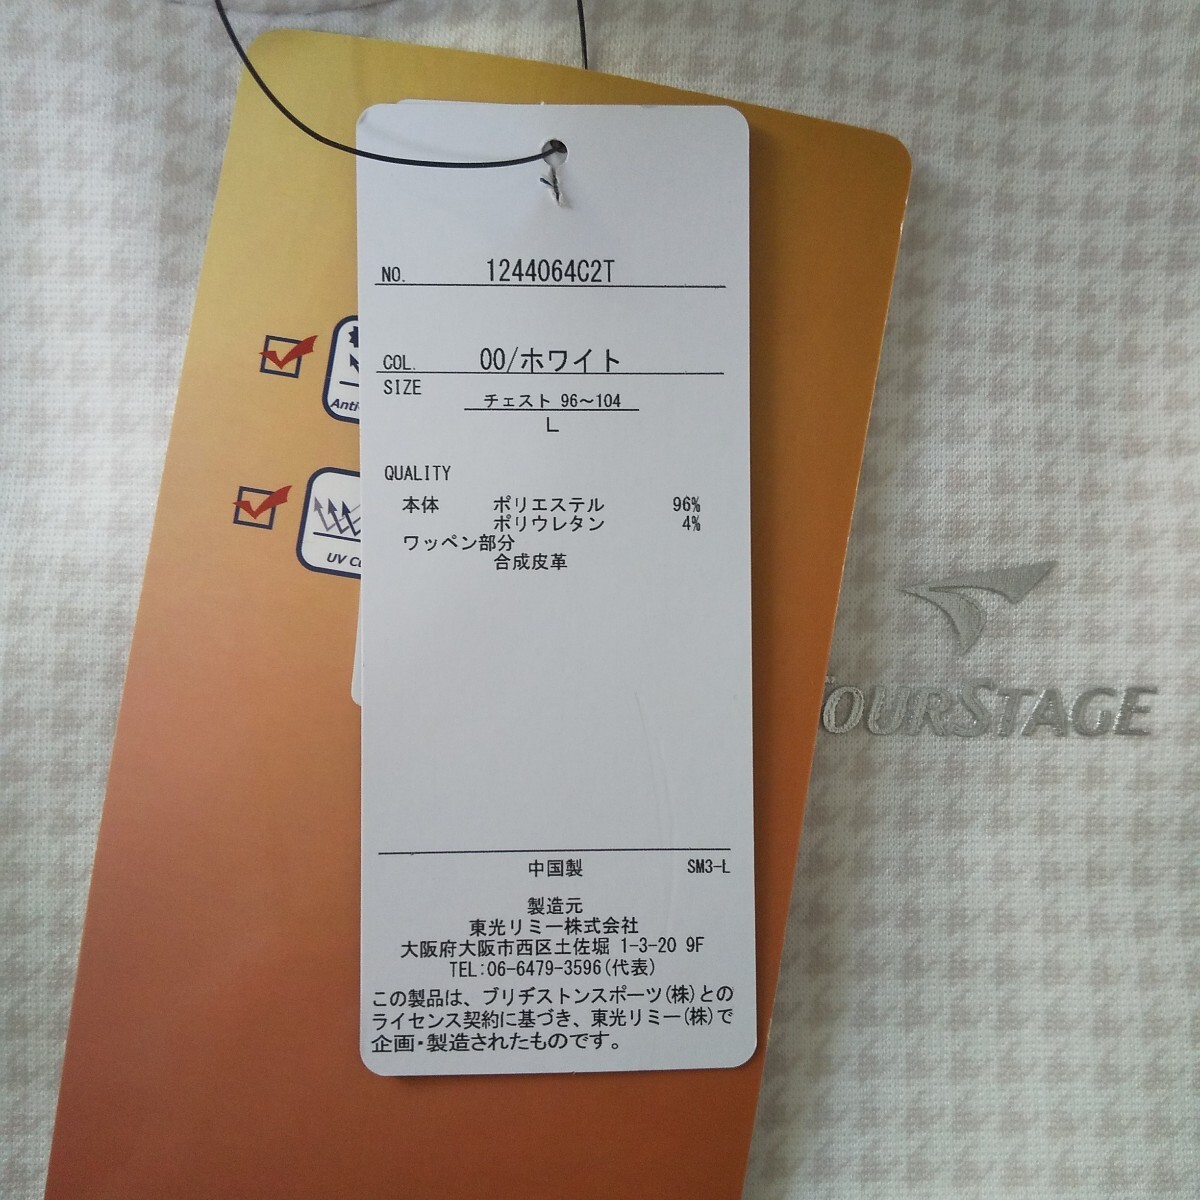 NO. 1244064C2T
COL. 00/ホワイト
SIZE
チェスト 96～104
L
QUALITY
本体 ポリエステル 96%
ポリウレタン 4%
ワッペン部分
合成皮革
中国製 SM3-L
製造元
東光リミー株式会社
大阪府大阪市西区土佐堀 1-3-20 9F
TEL:06-6479-3596(代表)
この製品は、ブリヂストンスポーツ(株)との
ライセンス契約に基づき、東光リミー(株)で
企画・製造されたものです。
Anti-
UV
TOURSTAGE